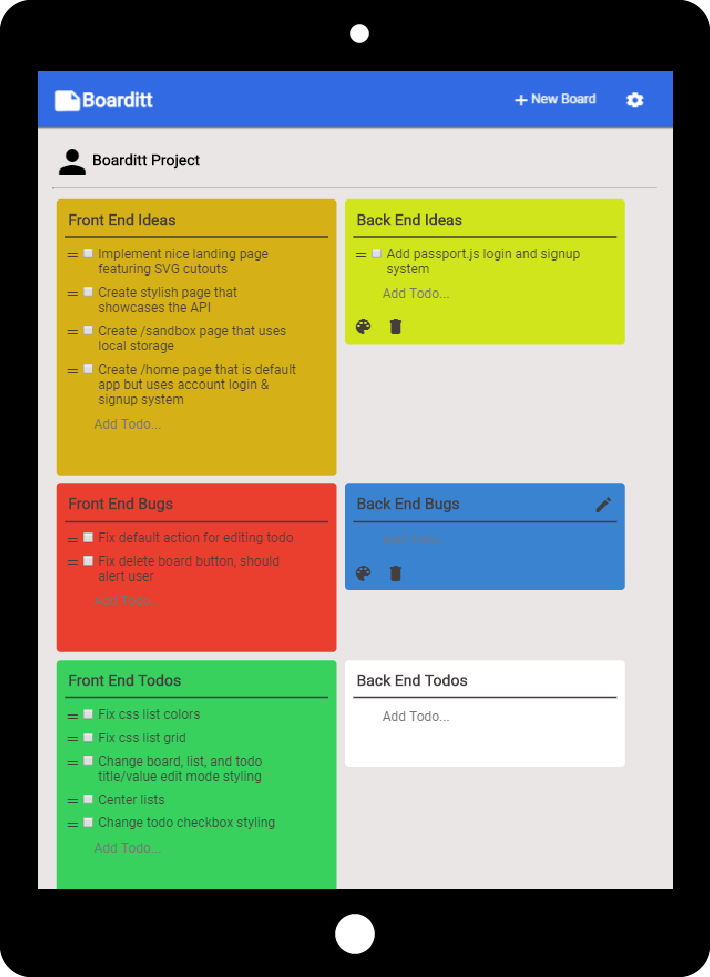 Boarditt
+ New Board
Boarditt Project
Front End Ideas
Implement nice landing page
featuring SVG cutouts
Create stylish page that
showcases the API
Create /sandbox page that uses
local storage
Create /home page that is default
app but uses account login &
signup system
Add Todo...
Back End Ideas
Add passport.js login and signup
system
Add Todo...
Front End Bugs
Fix default action for editing todo
Fix delete board button, should
alert user
Add Todo...
Back End Bugs
Add Todo...
Front End Todos
Fix css list colors
Fix css list grid
Change board, list, and todo
title/value edit mode styling
Center lists
Change todo checkbox styling
Add Todo...
Back End Todos
Add Todo...